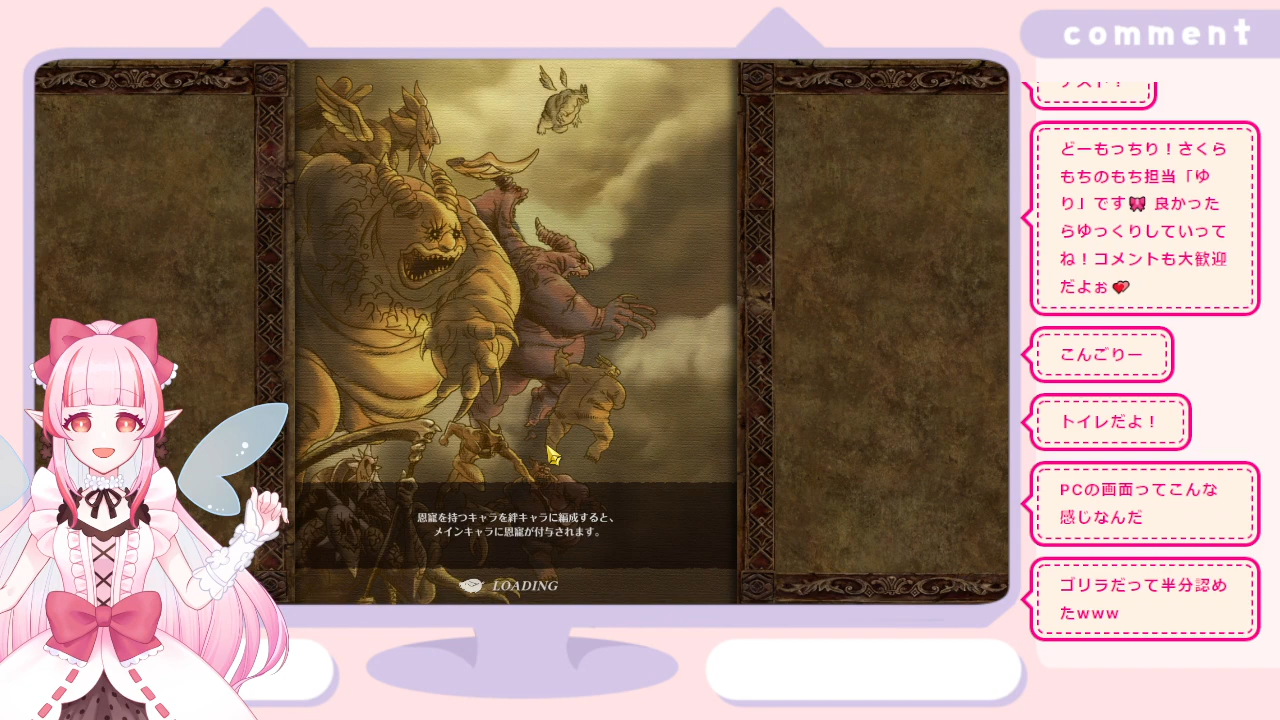 comment
テスト！
どーもっちり！さくら
もちのもち担当「ゆ
り」です🎀 良かった
らゆっくりしていって
ね！コメントも大歓迎
だよぉ💝
こんごりー
トイレだよ！
PCの画面ってこんな
感じなんだ
ゴリラだって半分認め
たwww
恩寵を持つキャラを絆キャラに編成すると、
メインキャラに恩寵が付与されます。
LOADING